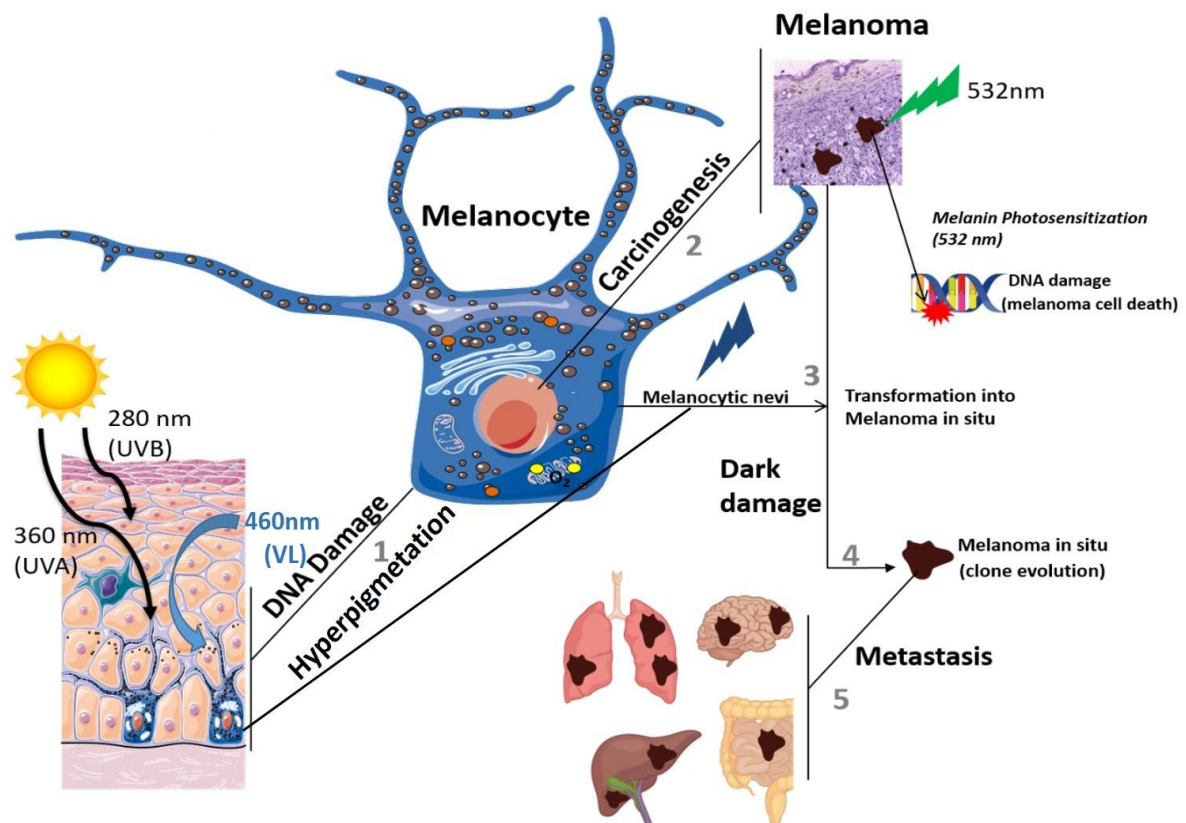 Melanoma
532nm
Melanocyte
Carcinogenesis
2
Melanin Photosensitization
(532 nm)
DNA damage
(melanoma cell death)
280 nm
(UVB)
360 nm
(UVA)
460nm
(VL)
DNA Damage
1
Hyperpigmetation
O2
Melanocytic nevi
3
Transformation into
Melanoma in situ
Dark
damage
4
Melanoma in situ
(clone evolution)
Metastasis
5